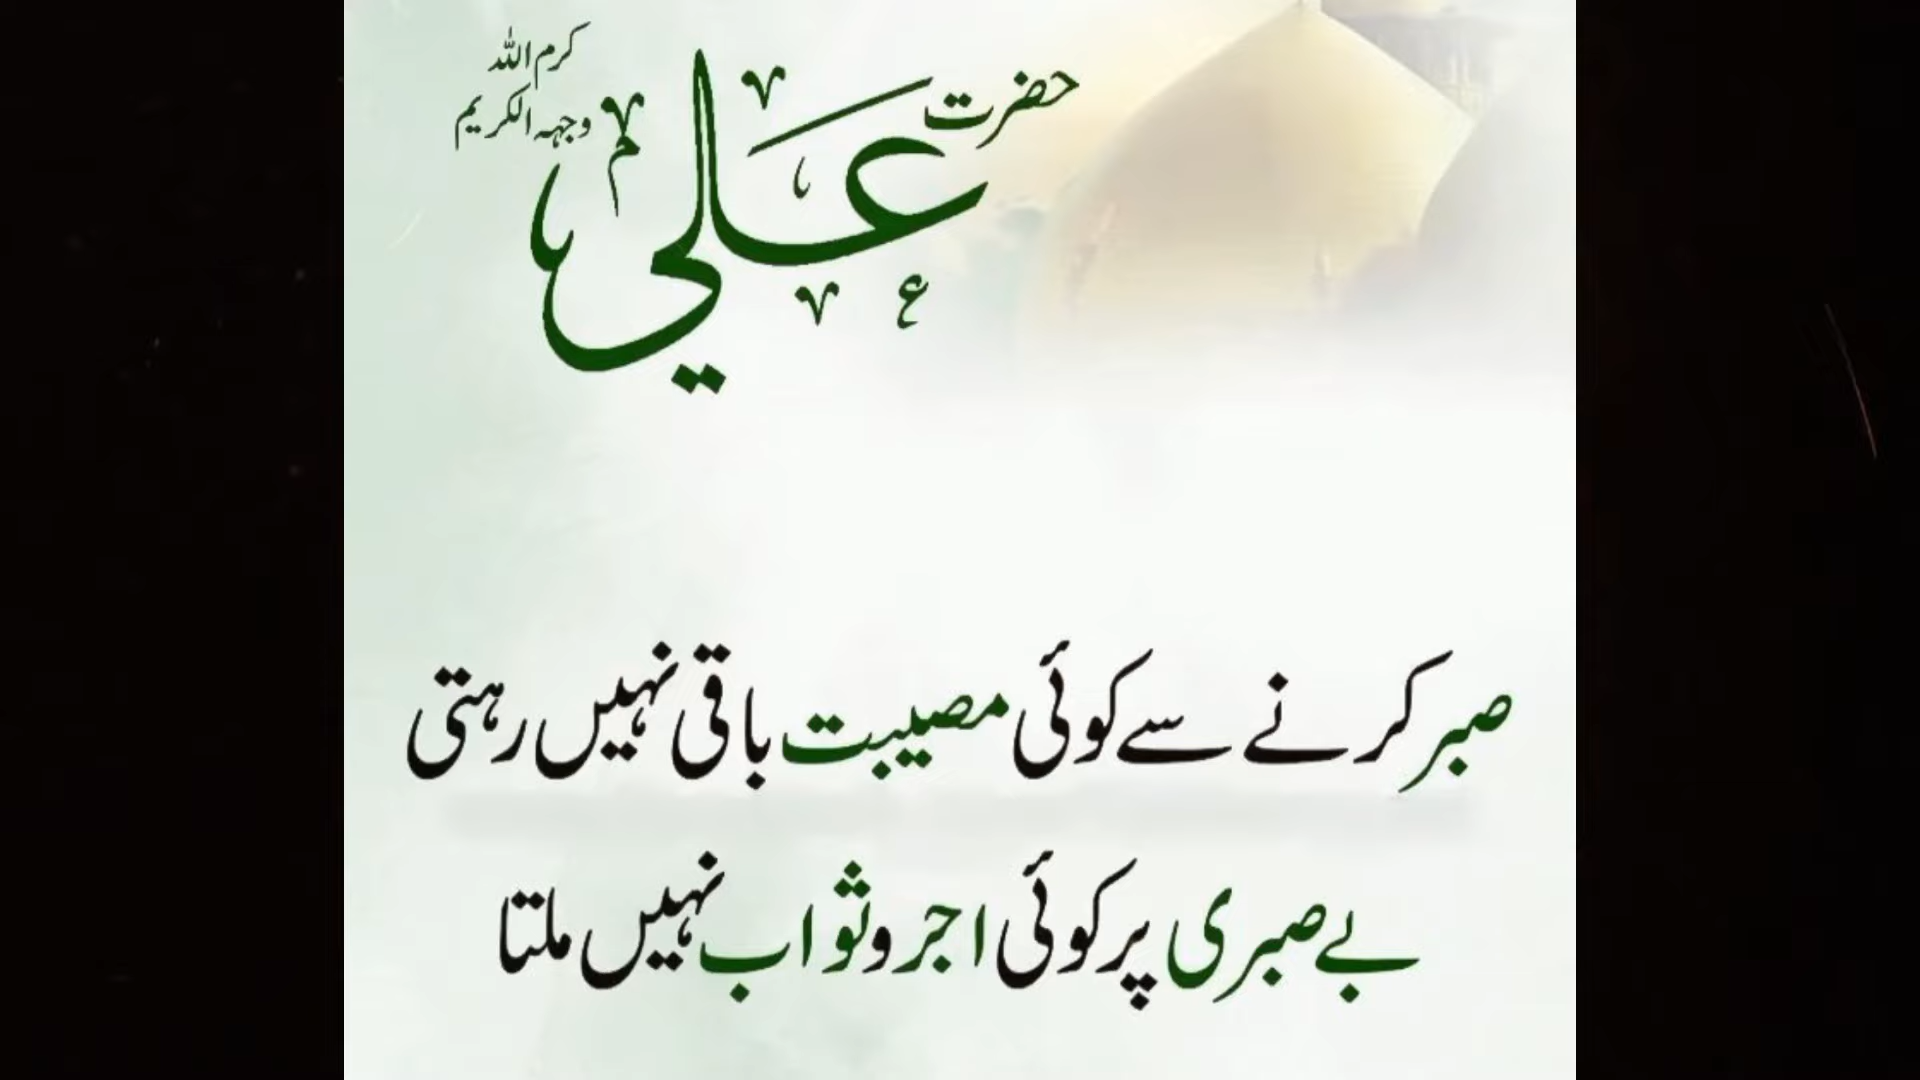 حضرت علی کرم اللہ
وجہہ الکریم
صبر کرنے سے کوئی مصیبت باقی نہیں رہتی
بے صبری پر کوئی اجر و ثواب نہیں ملتا